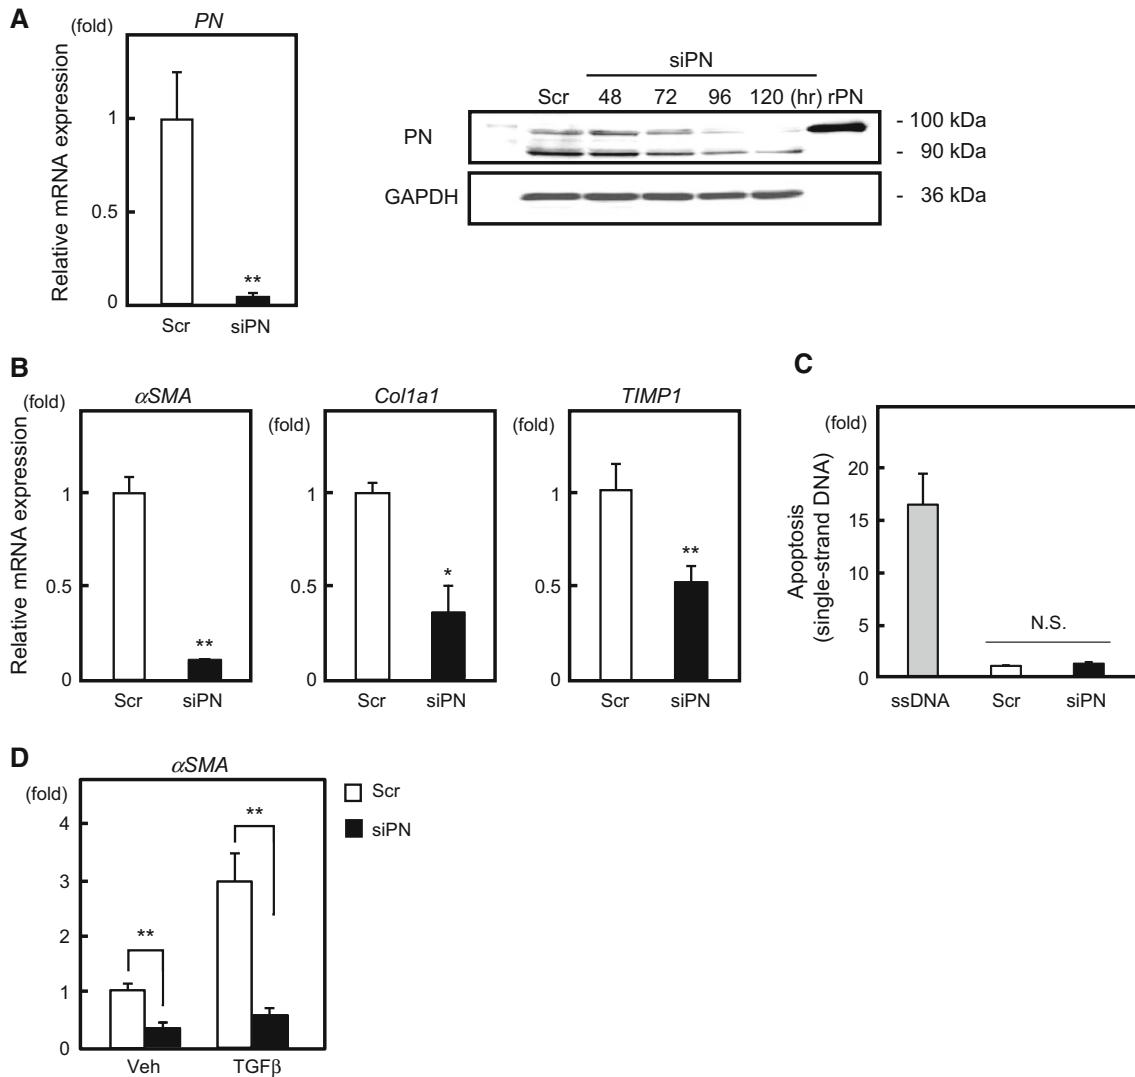 A
(fold)
PN
Relative mRNA expression
1
0.5
0
**
Scr siPN
siPN
Scr 48 72 96 120 (hr) rPN
PN
- 100 kDa
- 90 kDa
GAPDH
- 36 kDa
B
(fold)
αSMA
Relative mRNA expression
1
0.5
0
**
Scr siPN
Col1a1
(fold)
1
0.5
0
*
Scr siPN
TIMP1
(fold)
1
0.5
0
**
Scr siPN
C
(fold)
Apoptosis
(single-strand DNA)
20
15
10
5
0
N.S.
ssDNA Scr siPN
D
αSMA
(fold)
4
3
2
1
0
**
**
Veh TGFβ
Scr
siPN